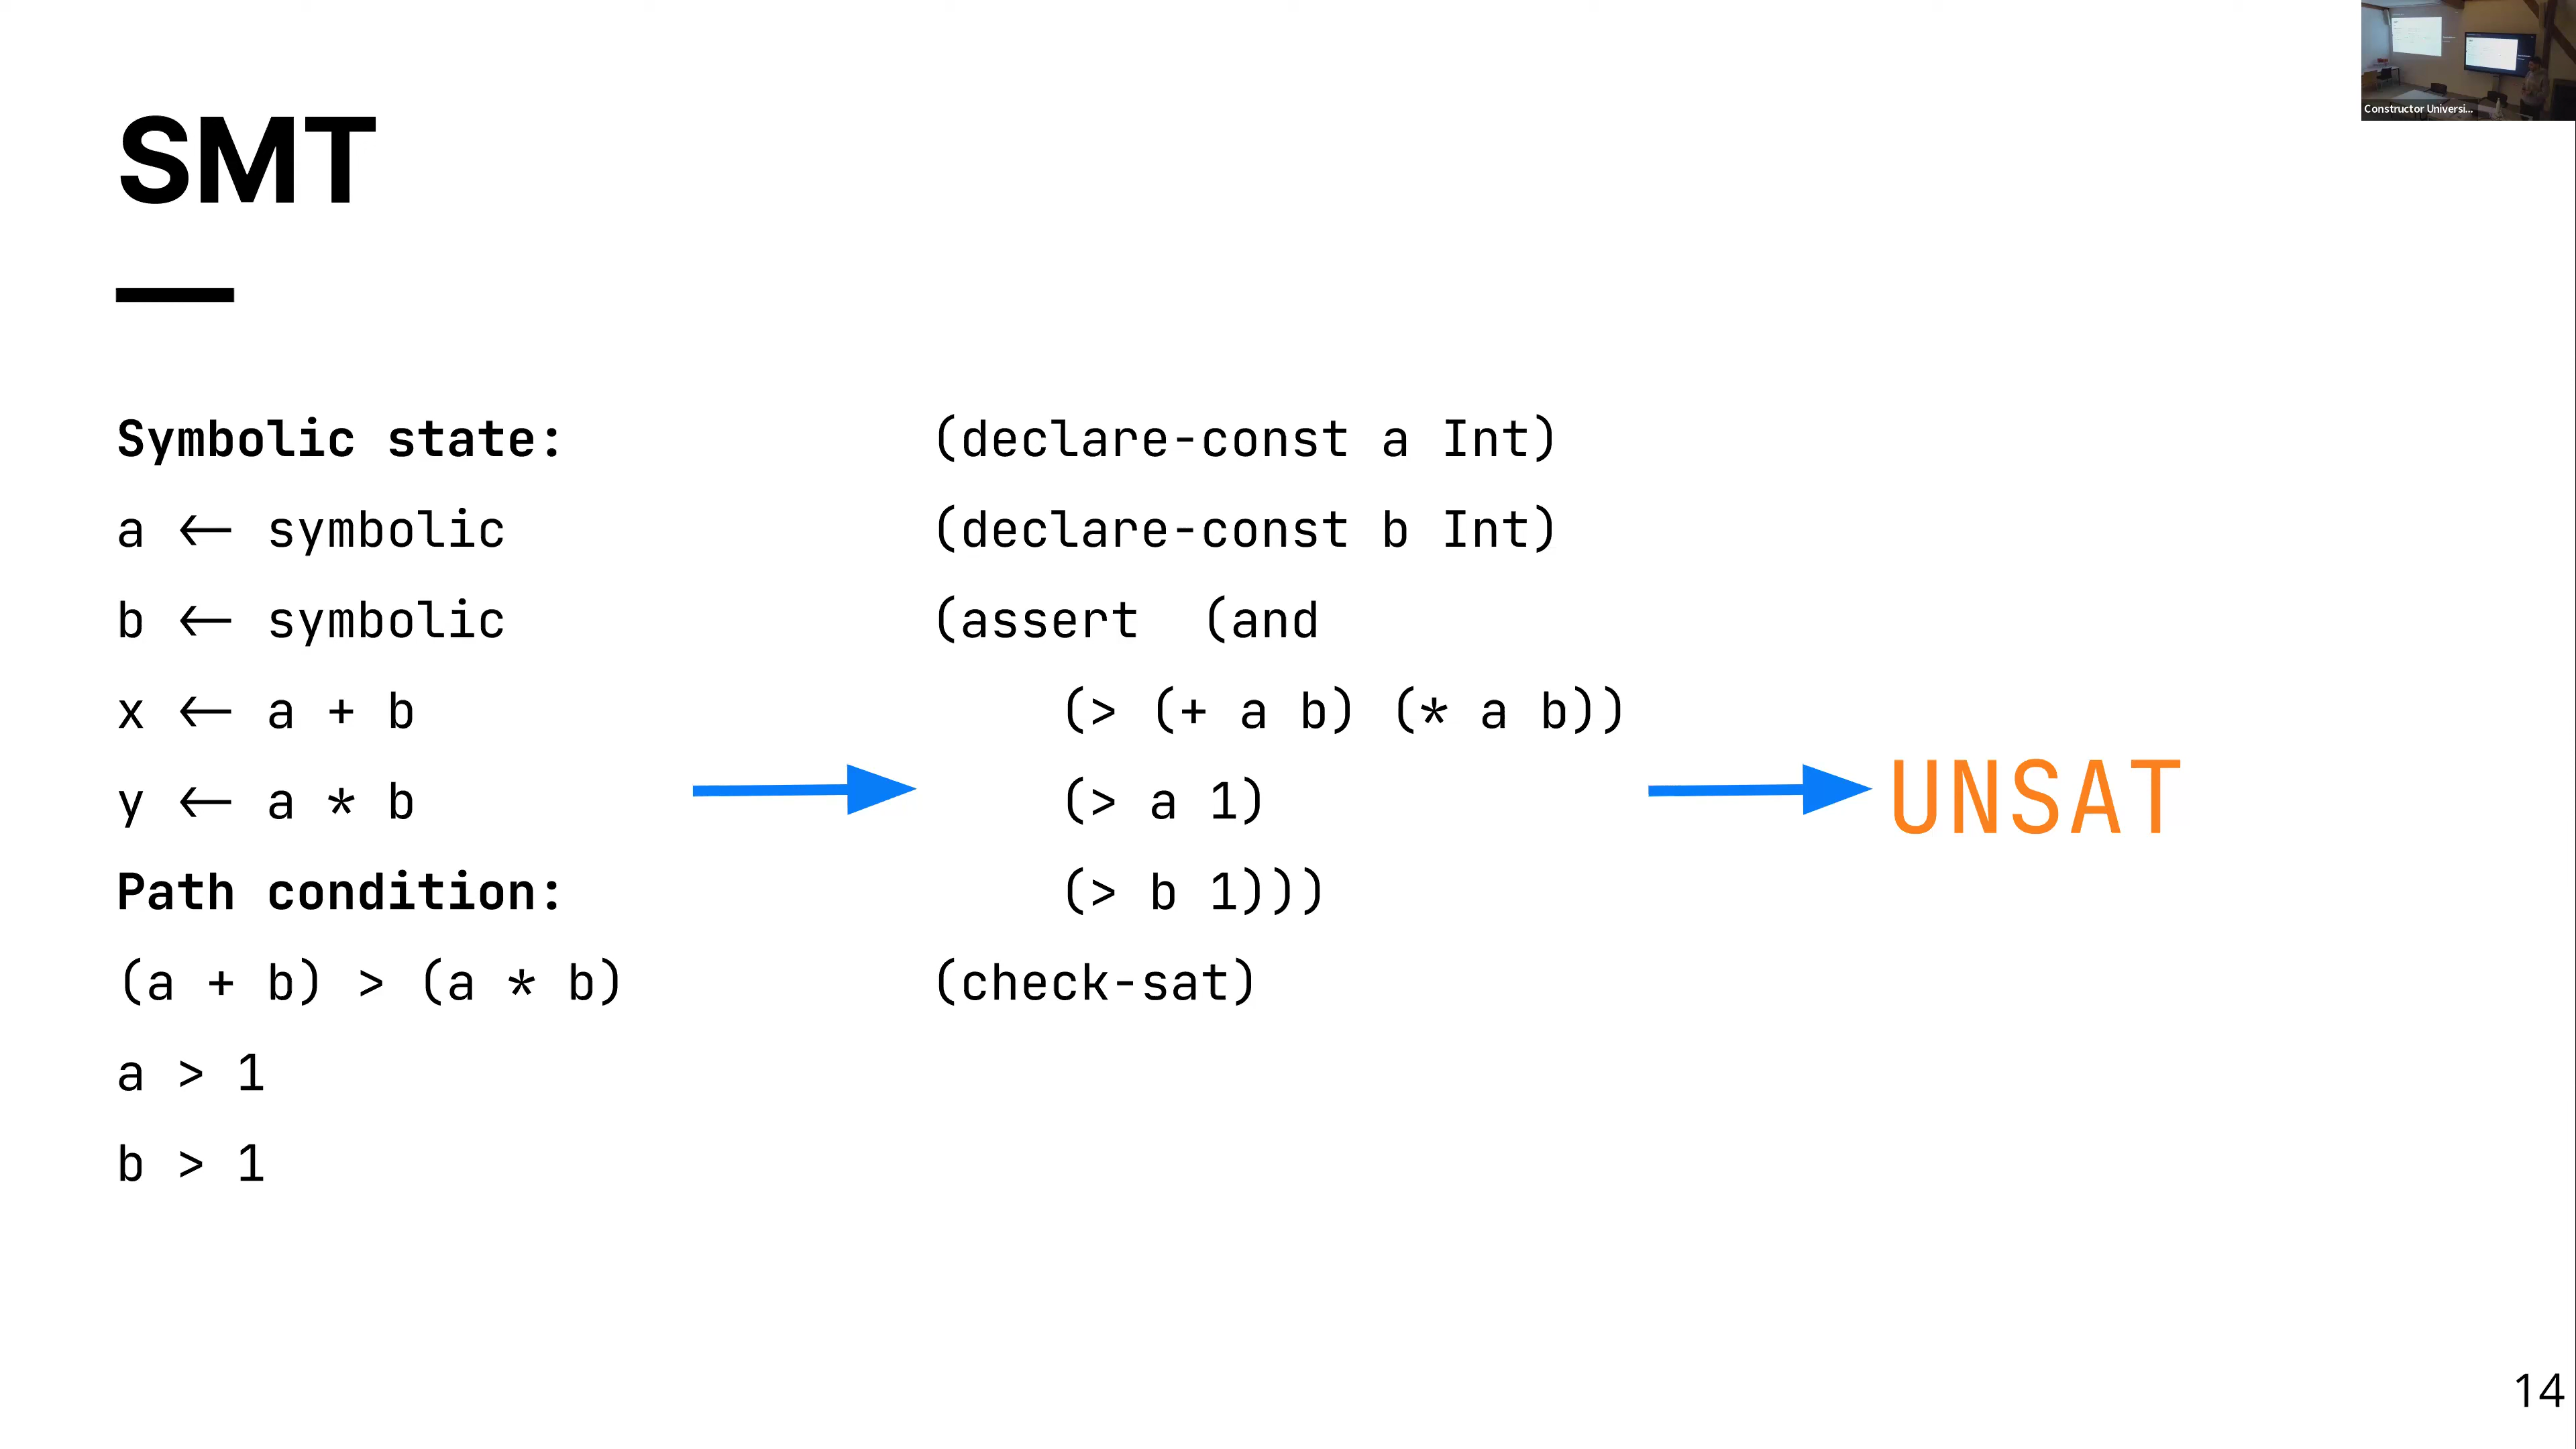 SMT
Symbolic state:
a ← symbolic
b ← symbolic
x ← a + b
y ← a * b
Path condition:
(a + b) > (a * b)
a > 1
b > 1
(declare-const a Int)
(declare-const b Int)
(assert (and
(> (+ a b) (* a b))
(> a 1)
(> b 1)))
(check-sat)
UNSAT
Constructor Universi...
14